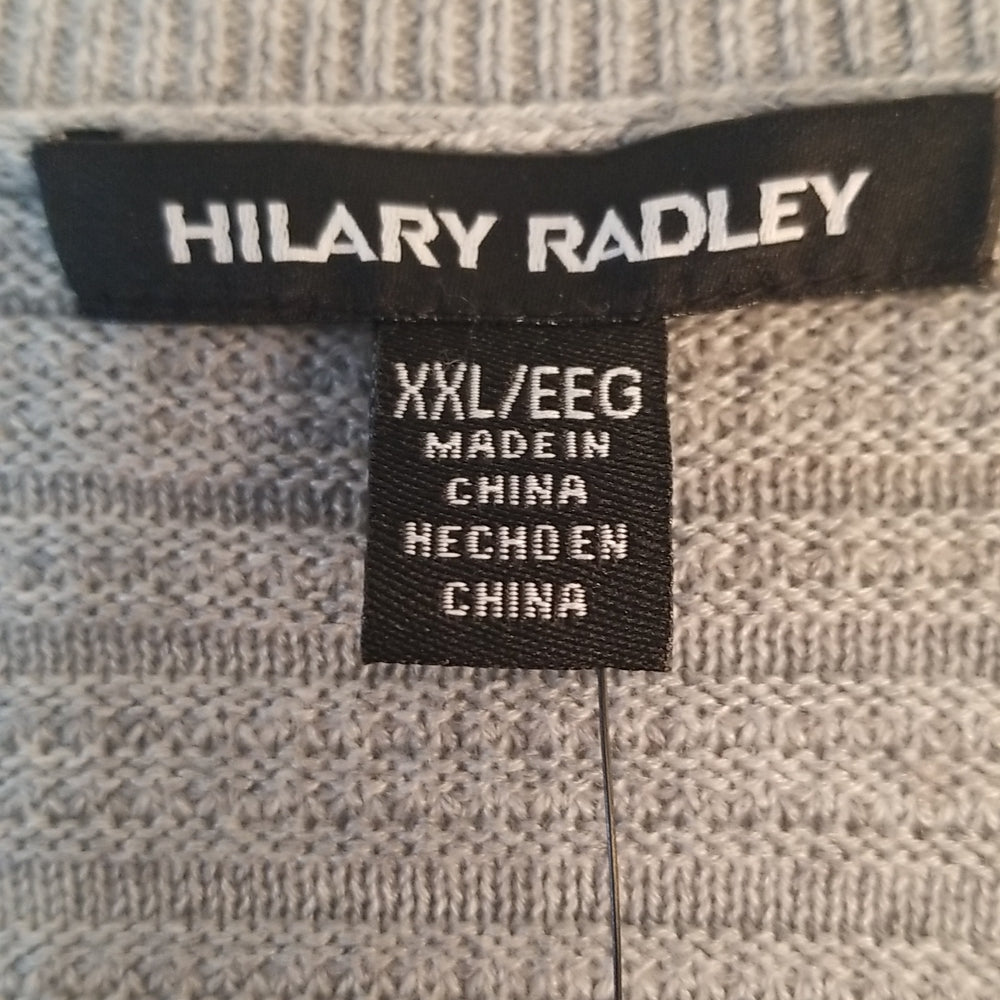 HILARY RADLEY
XXL/EEG
MADE IN
CHINA
HECHO EN
CHINA